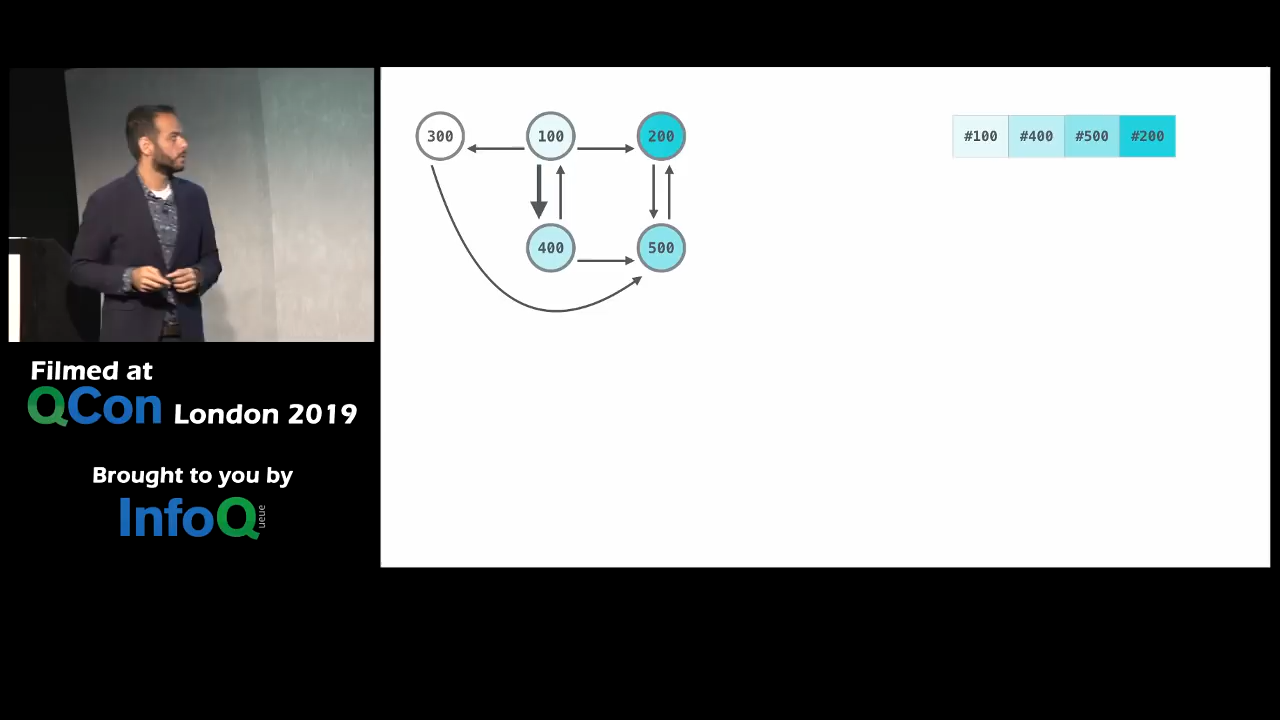 300 100 200
400 500
#100 #400 #500 #200
Filmed at
QCon London 2019
Brought to you by
InfoQ
ueue